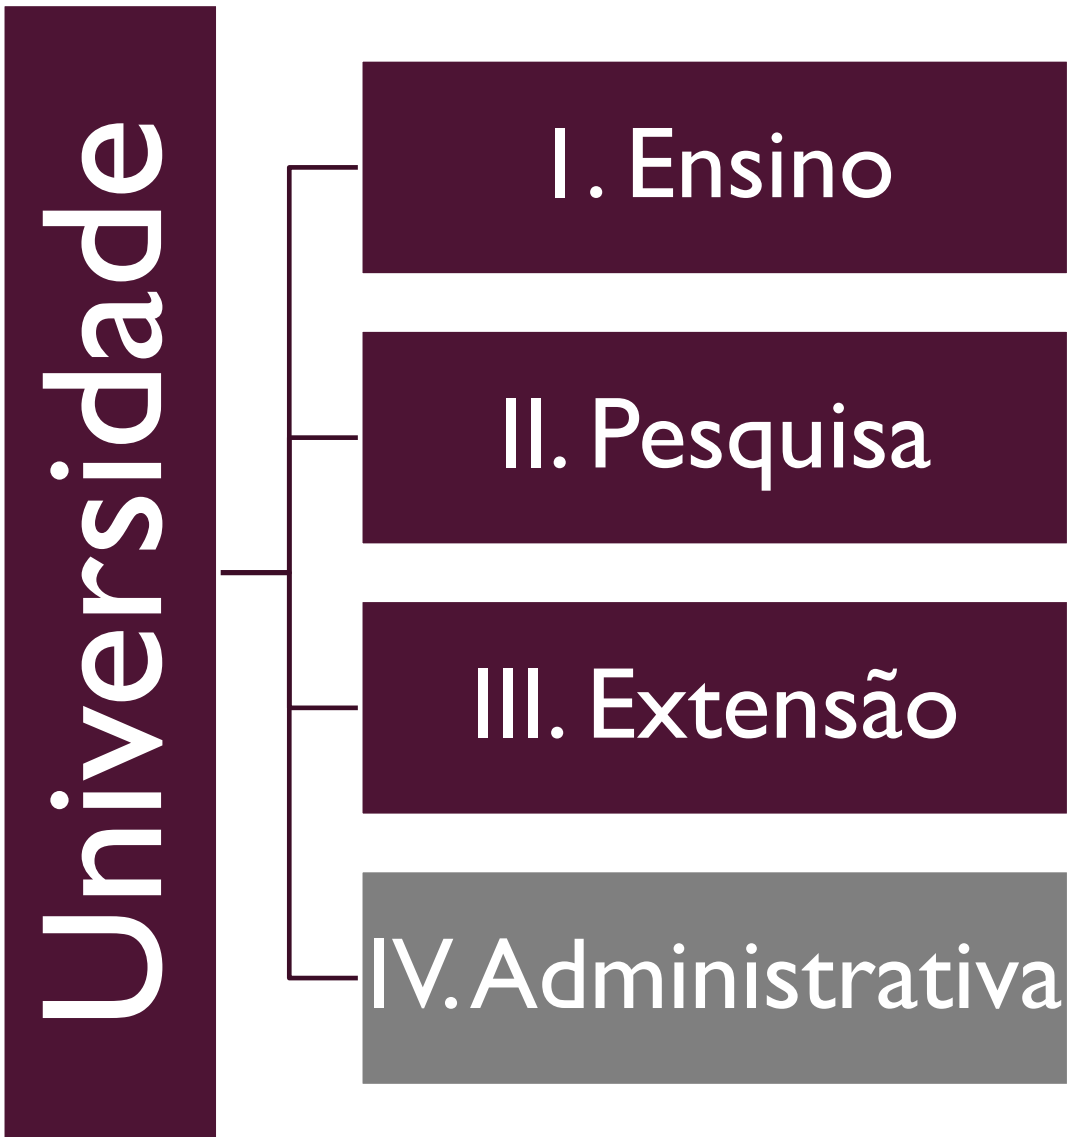 Universidade
I. Ensino
II. Pesquisa
III. Extensão
IV. Administrativa